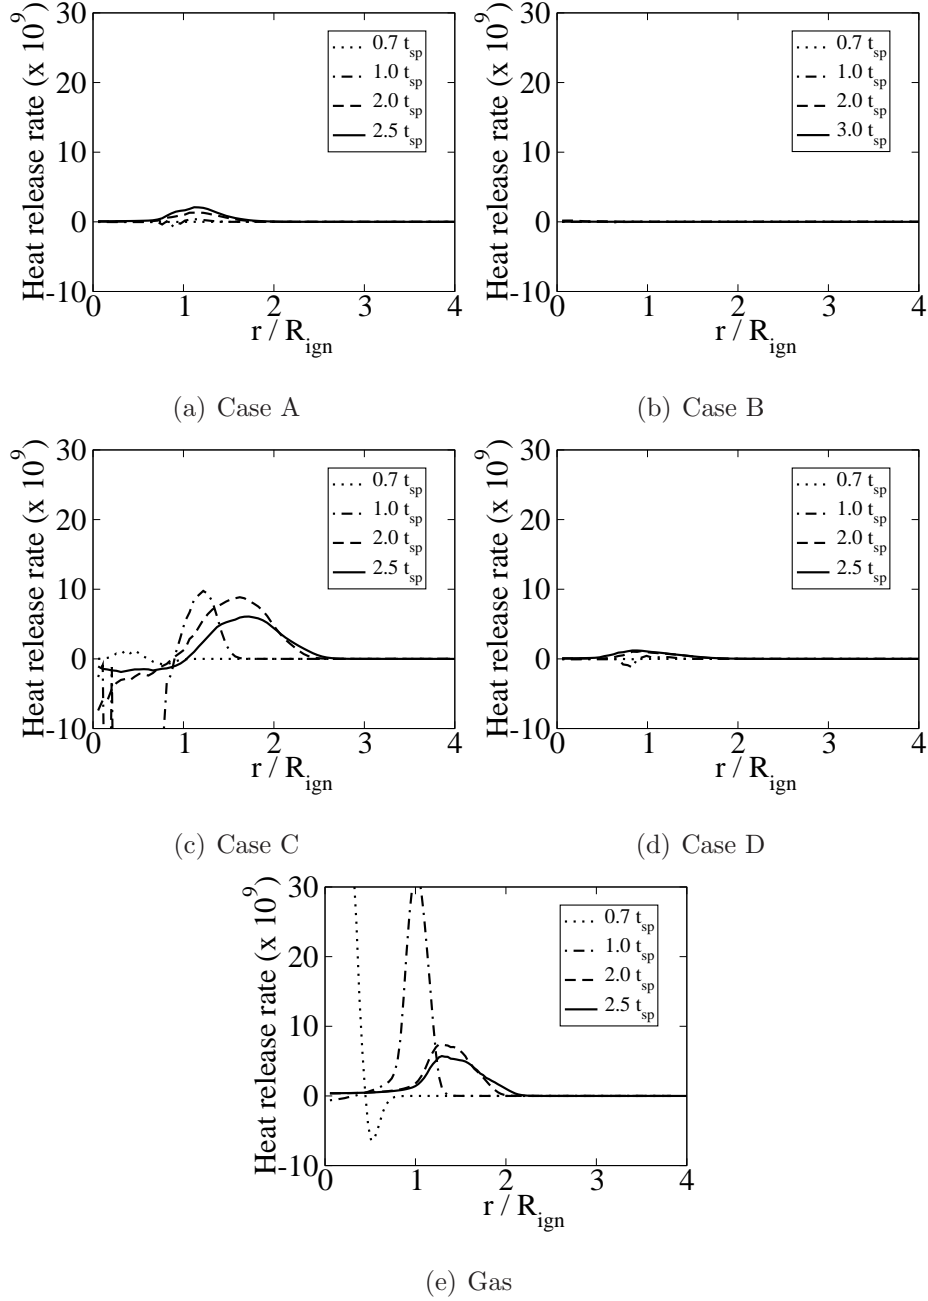 Heat release rate (x 10^9)
30
20
10
0
-10
0 1 2 3 4
r / R_ign
0.7 t_sp
1.0 t_sp
2.0 t_sp
2.5 t_sp
(a) Case A
Heat release rate (x 10^9)
30
20
10
0
-10
0 1 2 3 4
r / R_ign
0.7 t_sp
1.0 t_sp
2.0 t_sp
3.0 t_sp
(b) Case B
Heat release rate (x 10^9)
30
20
10
0
-10
0 1 2 3 4
r / R_ign
0.7 t_sp
1.0 t_sp
2.0 t_sp
2.5 t_sp
(c) Case C
Heat release rate (x 10^9)
30
20
10
0
-10
0 1 2 3 4
r / R_ign
0.7 t_sp
1.0 t_sp
2.0 t_sp
2.5 t_sp
(d) Case D
Heat release rate (x 10^9)
30
20
10
0
-10
0 1 2 3 4
r / R_ign
0.7 t_sp
1.0 t_sp
2.0 t_sp
2.5 t_sp
(e) Gas